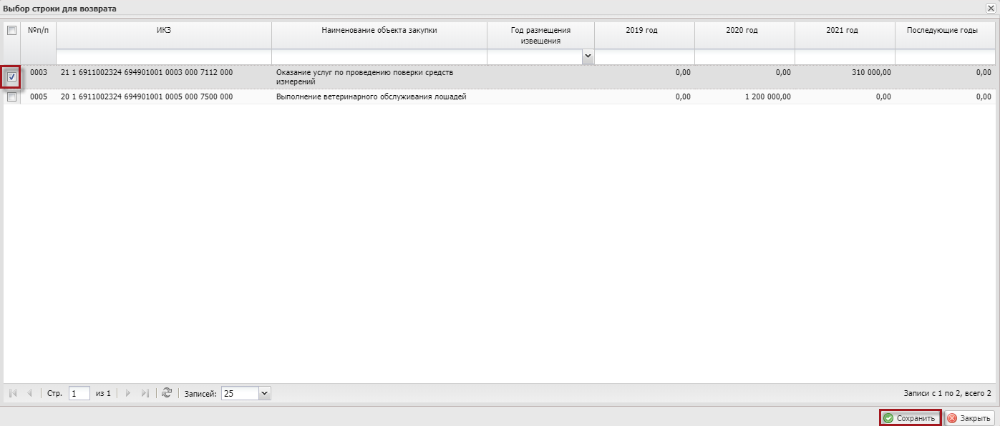 Выбор строки для возврата
№п/п ИКЗ Наименование объекта закупки Год размещения извещения 2019 год 2020 год 2021 год Последующие годы
0003 21 1 6911002324 694901001 0003 000 7112 000 Оказание услуг по проведению поверки средств измерений 0,00 0,00 310 000,00 0,00
0005 20 1 6911002324 694901001 0005 000 7500 000 Выполнение ветеринарного обслуживания лошадей 0,00 1 200 000,00 0,00 0,00
Стр. 1 из 1 Записей: 25 Записи с 1 по 2, всего 2
Сохранить Закрыть